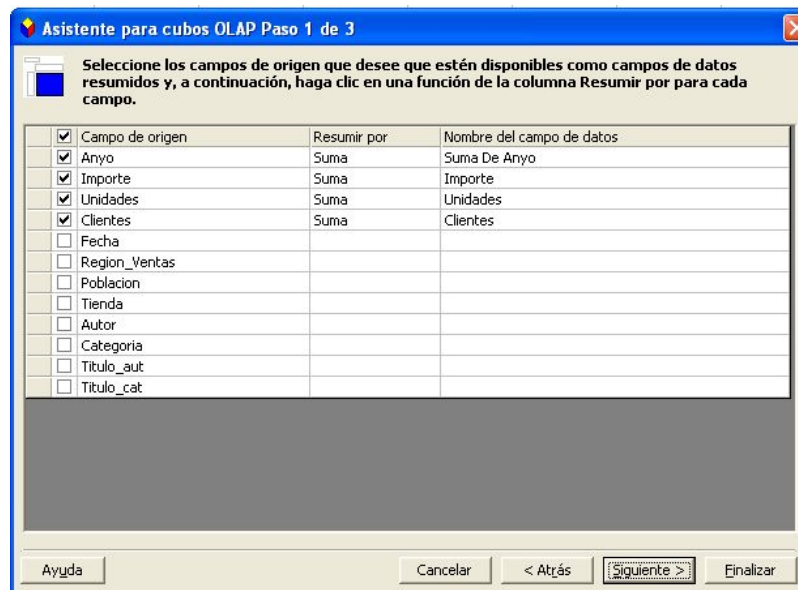 Asistente para cubos OLAP Paso 1 de 3
Seleccione los campos de origen que desee que estén disponibles como campos de datos
resumidos y, a continuación, haga clic en una función de la columna Resumir por para cada
campo.
Campo de origen Resumir por Nombre del campo de datos
Anyo Suma Suma De Anyo
Importe Suma Importe
Unidades Suma Unidades
Clientes Suma Clientes
Fecha
Region_Ventas
Poblacion
Tienda
Autor
Categoria
Titulo_aut
Titulo_cat
Ayuda Cancelar < Atrás Siguiente > Finalizar